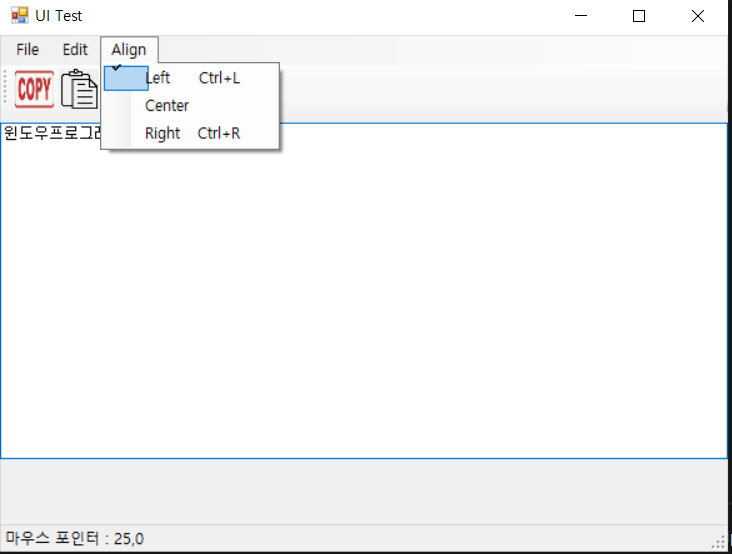 UI Test
File Edit Align
Left Ctrl+L
Center
Right Ctrl+R
COPY
윈도우프로그
마우스 포인터 : 25,0